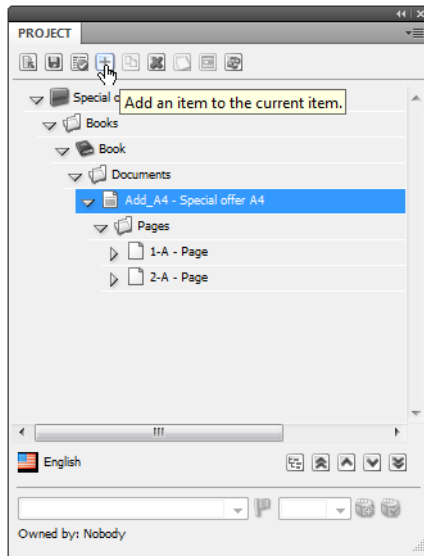 PROJECT
Special o
Add an item to the current item.
Books
Book
Documents
Add_A4 - Special offer A4
Pages
1-A - Page
2-A - Page
English
Owned by: Nobody